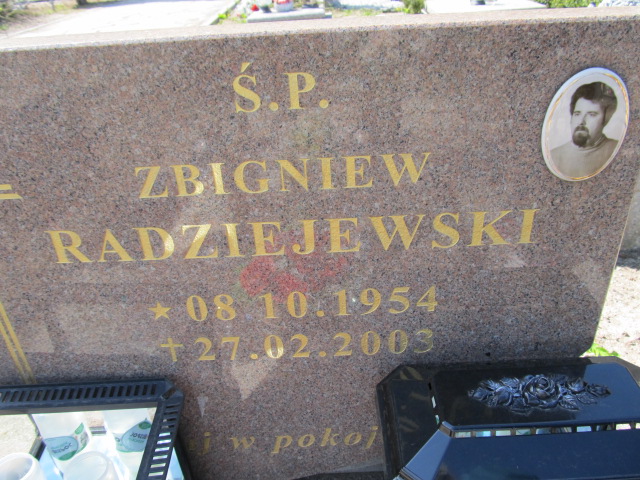 Ś.P.
ZBIGNIEW
RADZIEJEWSKI
★ 08 10.1954
✝ 27.02.2003
w pokoj